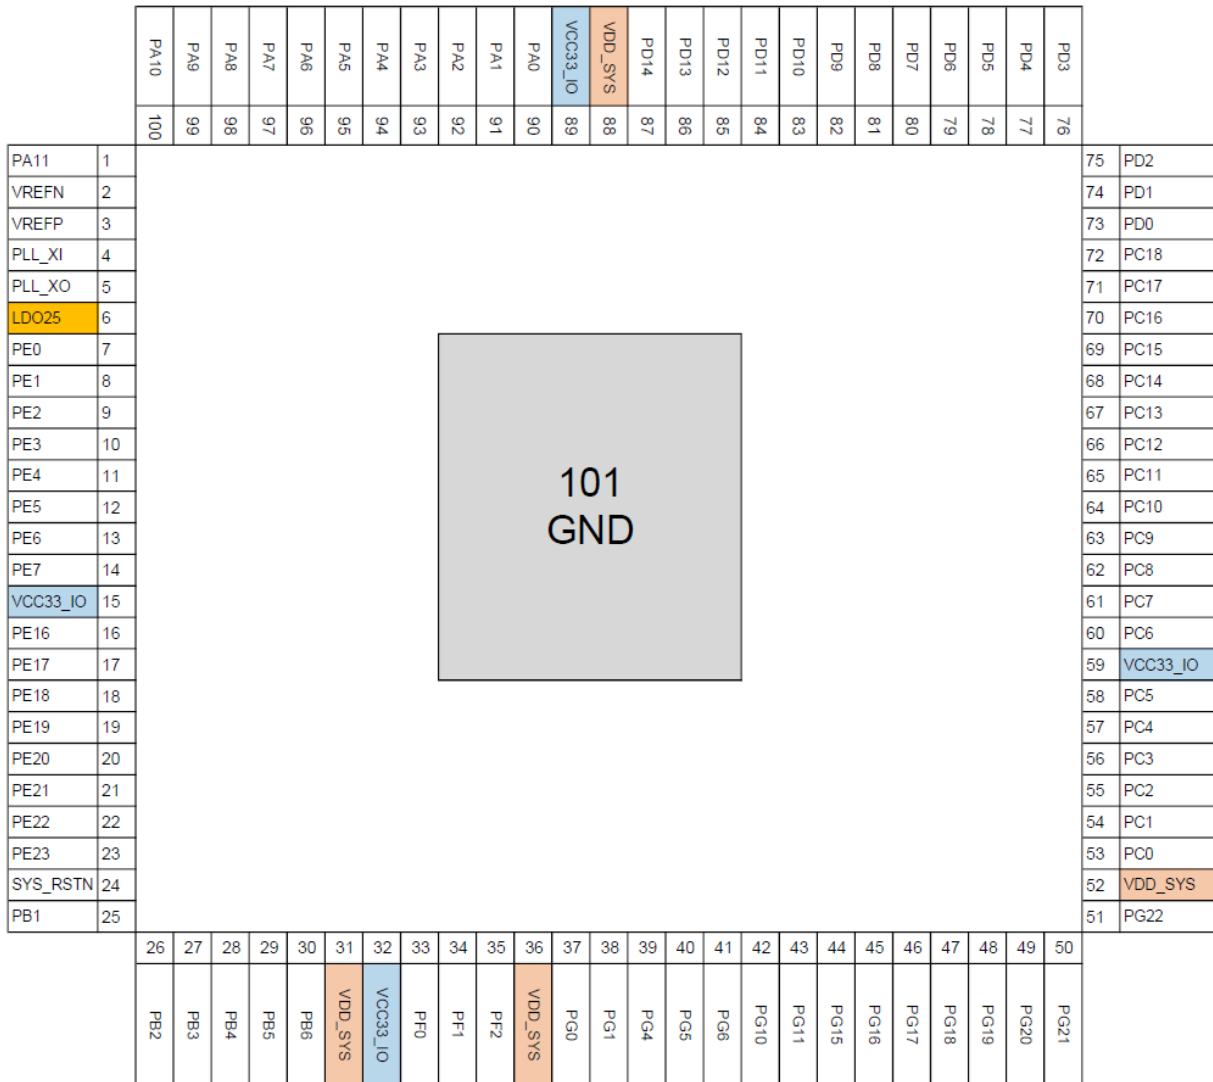 PA10 PA9 PA8 PA7 PA6 PA5 PA4 PA3 PA2 PA1 PA0 VCC33_IO VDD_SYS PD14 PD13 PD12 PD11 PD10 PD9 PD8 PD7 PD6 PD5 PD4 PD3
100 99 98 97 96 95 94 93 92 91 90 89 88 87 86 85 84 83 82 81 80 79 78 77 76
PA11 1 75 PD2
VREFN 2 74 PD1
VREFP 3 73 PD0
PLL_XI 4 72 PC18
PLL_XO 5 71 PC17
LDO25 6 70 PC16
PE0 7 69 PC15
PE1 8 68 PC14
PE2 9 67 PC13
PE3 10 66 PC12
PE4 11 65 PC11
PE5 12 64 PC10
PE6 13 63 PC9
PE7 14 62 PC8
VCC33_IO 15 61 PC7
PE16 16 60 PC6
PE17 17 59 VCC33_IO
PE18 18 58 PC5
PE19 19 57 PC4
PE20 20 56 PC3
PE21 21 55 PC2
PE22 22 54 PC1
PE23 23 53 PC0
SYS_RSTN 24 52 VDD_SYS
PB1 25 51 PG22
101
GND
26 27 28 29 30 31 32 33 34 35 36 37 38 39 40 41 42 43 44 45 46 47 48 49 50
PB2 PB3 PB4 PB5 PB6 VDD_SYS VCC33_IO PF0 PF1 PF2 VDD_SYS PG0 PG1 PG4 PG5 PG6 PG10 PG11 PG15 PG16 PG17 PG18 PG19 PG20 PG21